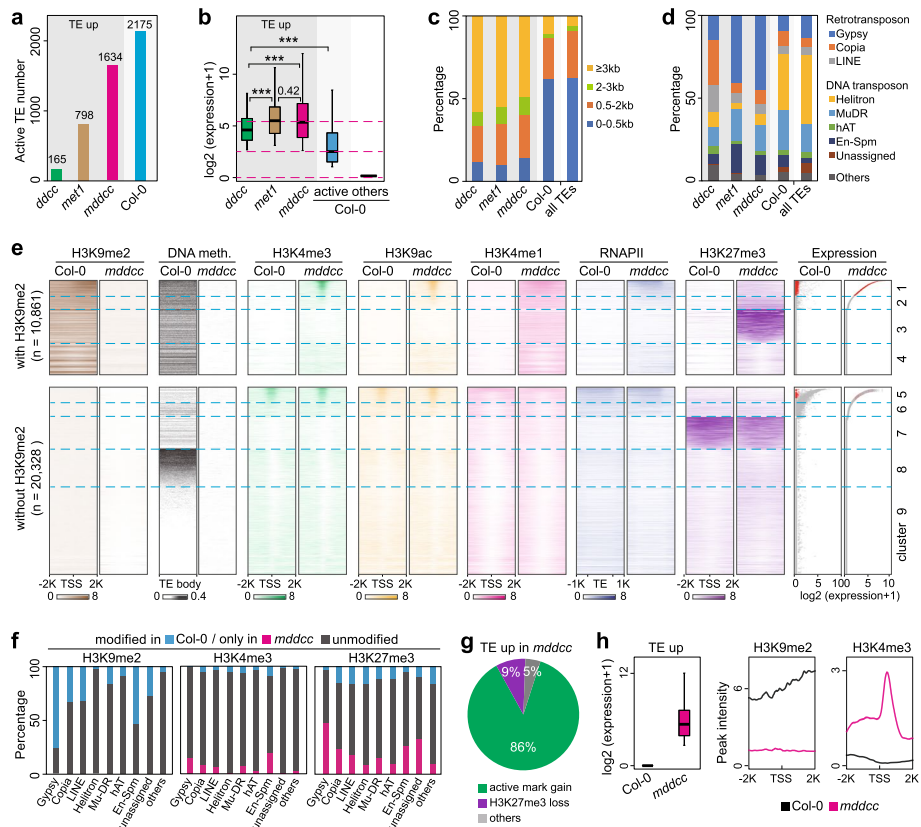 a
TE up
Active TE number
2000
1000
0
165
798
1634
2175
ddcc
met1
mddcc
Col-0
b
TE up
log2 (expression+1)
10
5
0
***
***
***
0.42
ddcc
met1
mddcc
active others
Col-0
c
Percentage
100
50
0
≥3kb
2-3kb
0.5-2kb
0-0.5kb
ddcc
met1
mddcc
Col-0
all TEs
d
Percentage
100
50
0
Retrotransposon
Gypsy
Copia
LINE
DNA transposon
Helitron
MuDR
hAT
En-Spm
Unassigned
Others
ddcc
met1
mddcc
Col-0
all TEs
e
H3K9me2 DNA meth. H3K4me3 H3K9ac H3K4me1 RNAPII H3K27me3 Expression
Col-0 mddcc Col-0 mddcc Col-0 mddcc Col-0 mddcc Col-0 mddcc Col-0 mddcc Col-0 mddcc Col-0 mddcc
with H3K9me2
(n = 10,861)
1
2
3
4
without H3K9me2
(n = 20,328)
5
6
7
8
9
cluster
-2K TSS 2K
TE body
-2K TSS 2K
-2K TSS 2K
-2K TSS 2K
-1K TE 1K
-2K TSS 2K
0 5 10 0 5 10
0 8
0 0.4
0 8
0 8
0 8
0 8
0 8
log2 (expression+1)
f
modified in Col-0 / only in mddcc unmodified
H3K9me2 H3K4me3 H3K27me3
Percentage
100
50
0
Gypsy
Copia
LINE
Helitron
Mu-DR
hAT
En-Spm
unassigned
others
Gypsy
Copia
LINE
Helitron
Mu-DR
hAT
En-Spm
unassigned
others
Gypsy
Copia
LINE
Helitron
Mu-DR
hAT
En-Spm
unassigned
others
g
TE up in mddcc
9%
5%
86%
active mark gain
H3K27me3 loss
others
h
TE up
log2 (expression+1)
12
6
0
Col-0
mddcc
H3K9me2
Peak intensity
6
0
-2K TSS 2K
H3K4me3
3
0
-2K TSS 2K
Col-0 mddcc